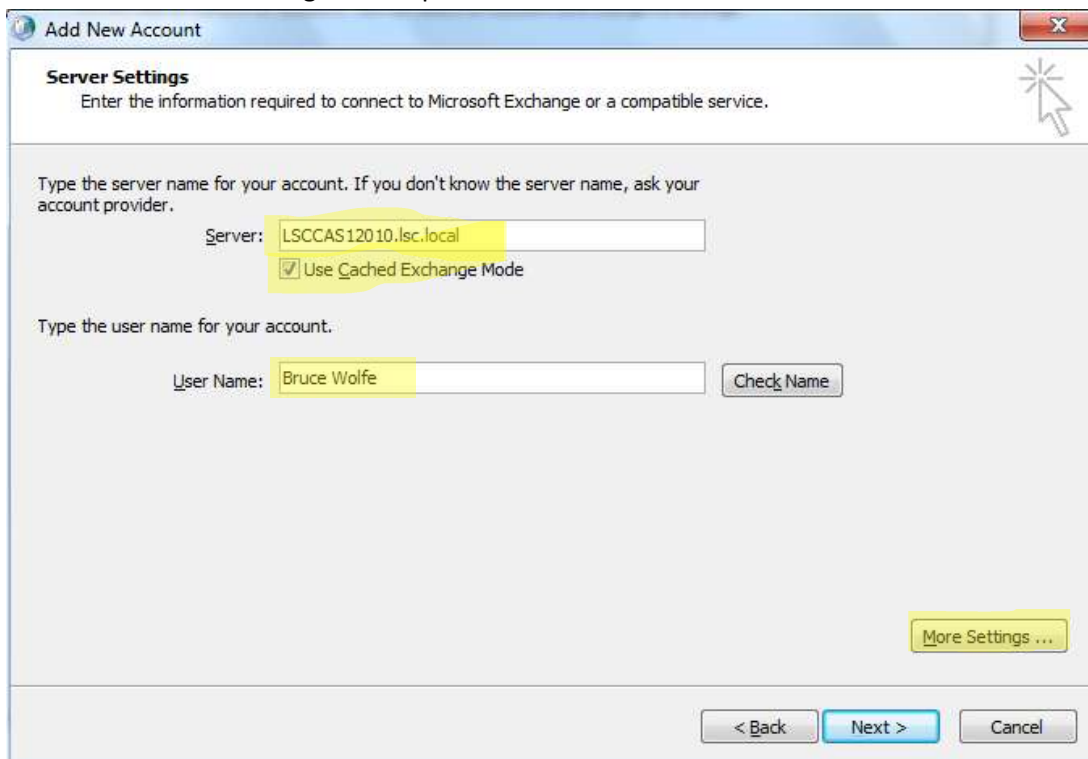 Add New Account
Server Settings
Enter the information required to connect to Microsoft Exchange or a compatible service.
Type the server name for your account. If you don't know the server name, ask your
account provider.
Server: LSCCAS12010.lsc.local
Use Cached Exchange Mode
Type the user name for your account.
User Name: Bruce Wolfe Check Name
More Settings ...
< Back Next > Cancel